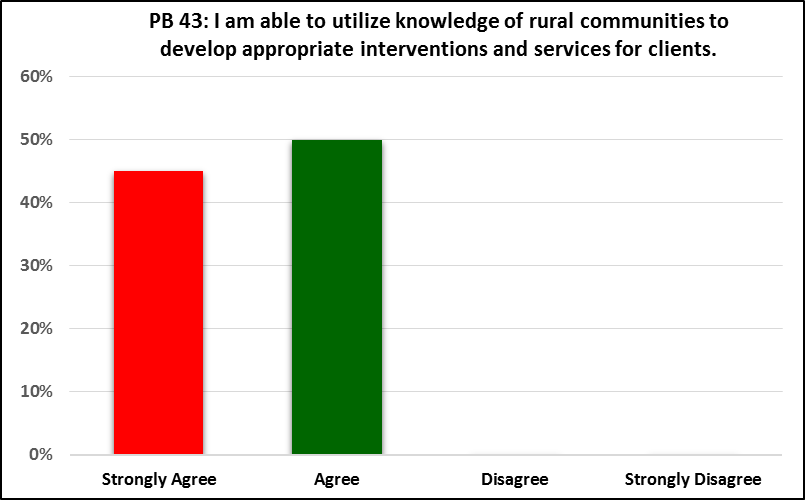 PB 43: I am able to utilize knowledge of rural communities to
develop appropriate interventions and services for clients.
60%
50%
40%
30%
20%
10%
0%
Strongly Agree Agree Disagree Strongly Disagree